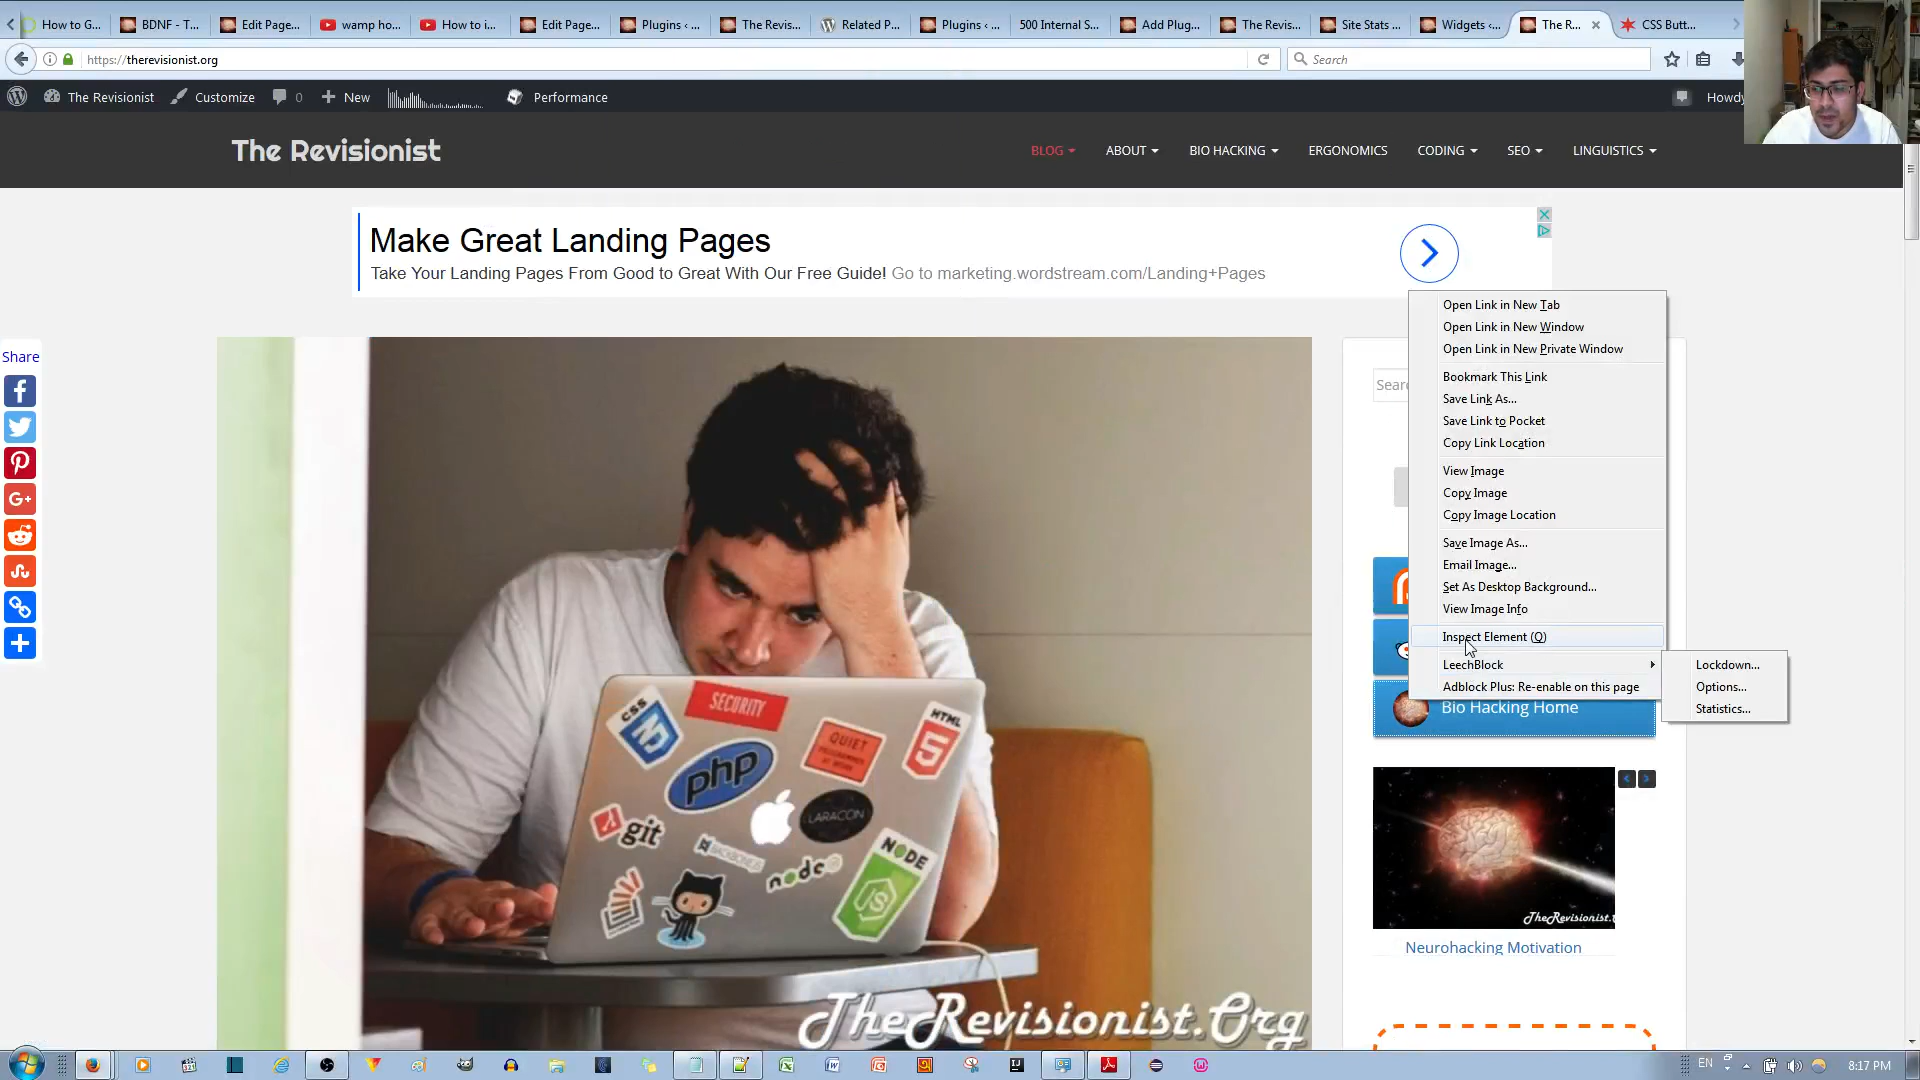 How to G...
BDNF - T...
Edit Page...
wamp ho...
How to i...
Edit Page...
Plugins ‹ ...
The Revis...
Related P...
Plugins ‹ ...
500 Internal S...
Add Plug...
The Revis...
Site Stats ...
Widgets ‹...
The R...
CSS Butt...
https://therevisionist.org
Search
The Revisionist
Customize
0
New
Performance
Howdy
The Revisionist
BLOG
ABOUT
BIO HACKING
ERGONOMICS
CODING
SEO
LINGUISTICS
Make Great Landing Pages
Take Your Landing Pages From Good to Great With Our Free Guide! Go to marketing.wordstream.com/Landing+Pages
Share
Sear
Open Link in New Tab
Open Link in New Window
Open Link in New Private Window
Bookmark This Link
Save Link As...
Save Link to Pocket
Copy Link Location
View Image
Copy Image
Copy Image Location
Save Image As...
Email Image...
Set As Desktop Background...
View Image Info
Inspect Element (Q)
LeechBlock
Adblock Plus: Re-enable on this page
Lockdown...
Options...
Statistics...
Bio Hacking Home
TheRevisionist.O
Neurohacking Motivation
CSS
SECURITY
HTML
5
php
QUIET
git
BACKBONE
LARACON
node
NODE
JS
TheRevisionist.Org
EN
8:17 PM